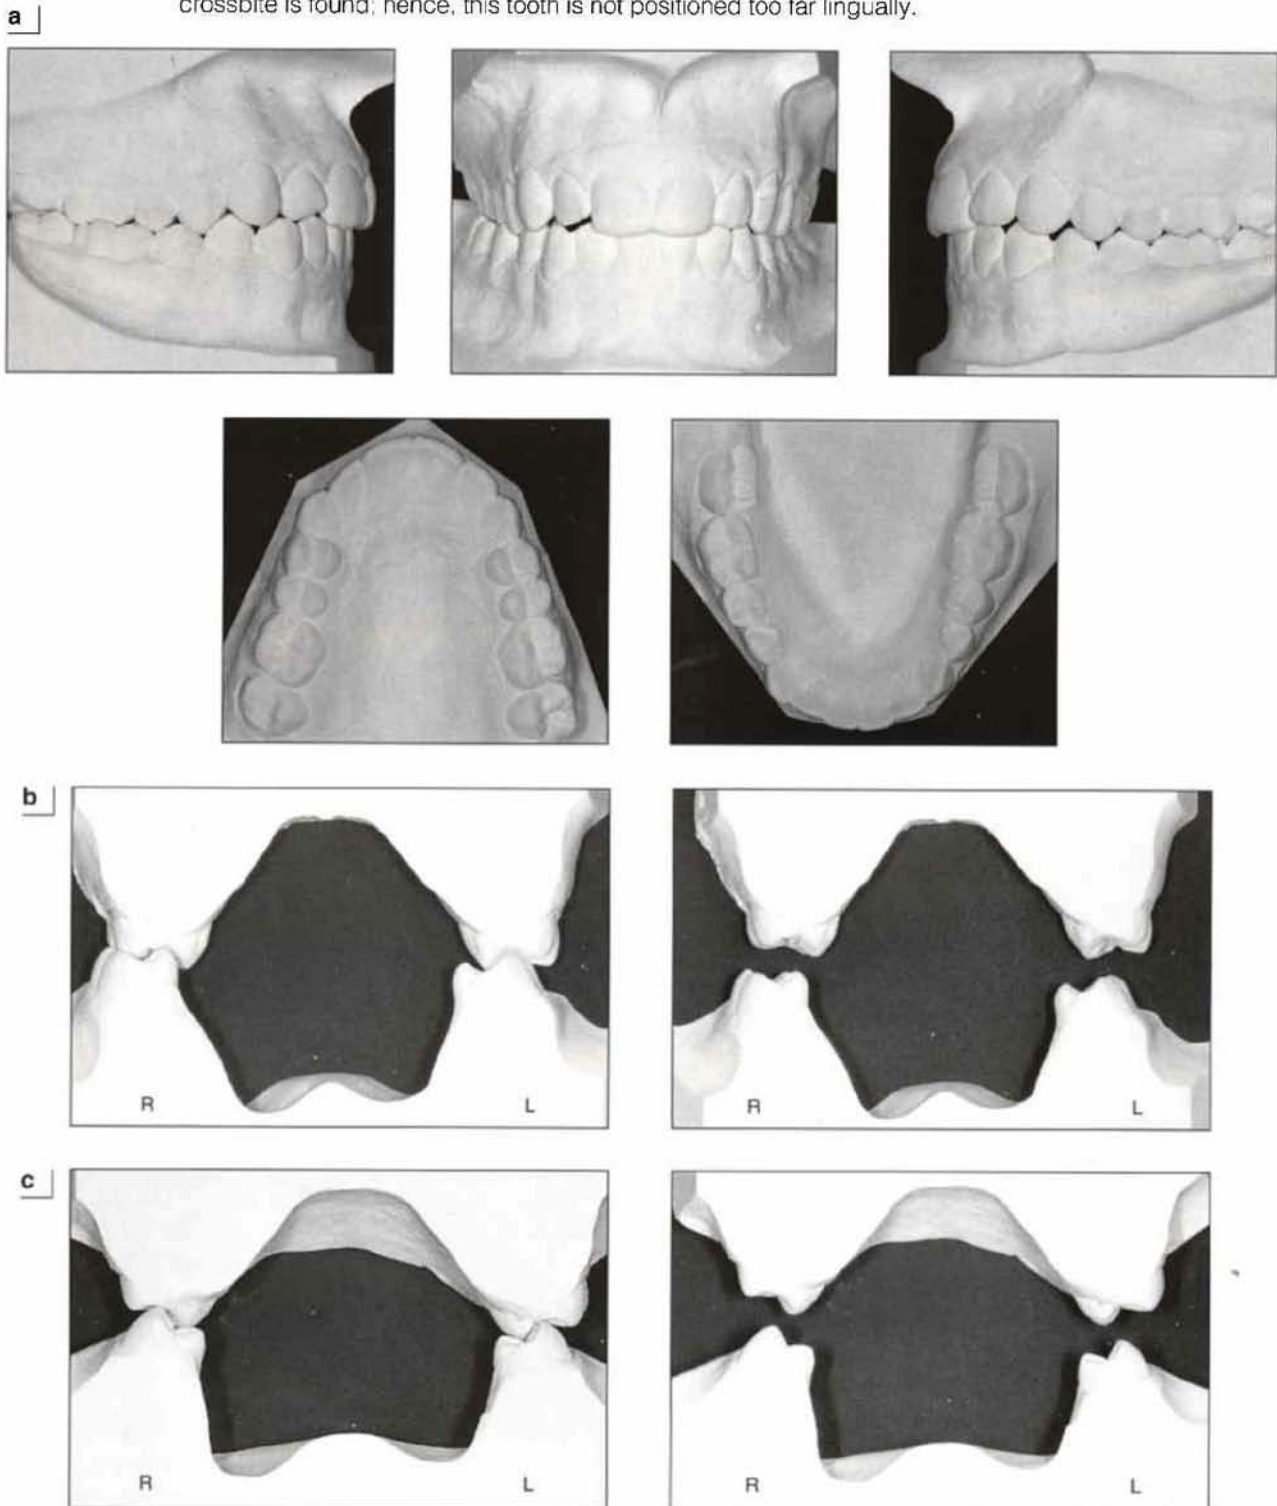 crossbite is found; hence, this tooth is not positioned too far lingually.
a
b
R L R L
c
R L R L